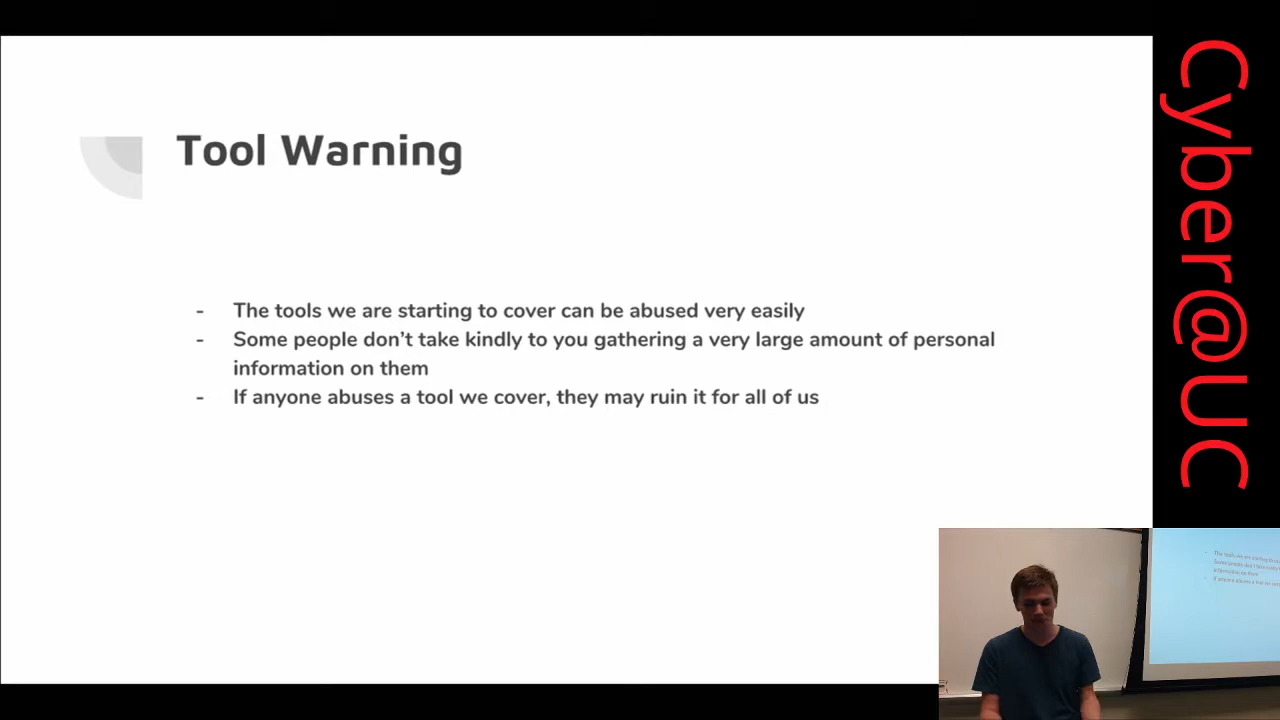 Tool Warning
- The tools we are starting to cover can be abused very easily
- Some people don't take kindly to you gathering a very large amount of personal
information on them
- If anyone abuses a tool we cover, they may ruin it for all of us
Cyber@UC